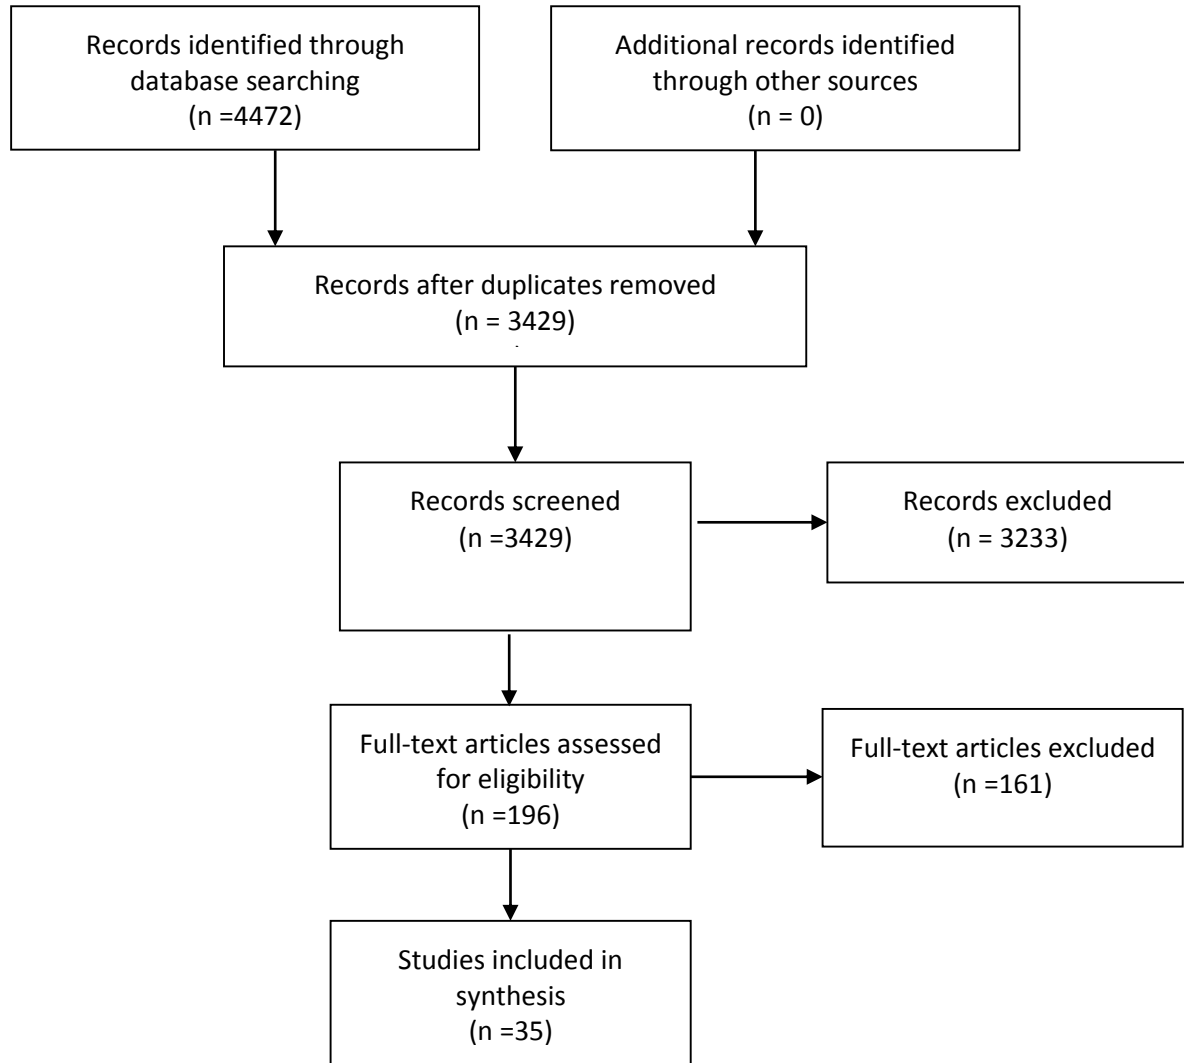 Records identified through
database searching
(n =4472)
Additional records identified
through other sources
(n = 0)
Records after duplicates removed
(n = 3429)
Records screened
(n =3429)
Records excluded
(n = 3233)
Full-text articles assessed
for eligibility
(n =196)
Full-text articles excluded
(n =161)
Studies included in
synthesis
(n =35)